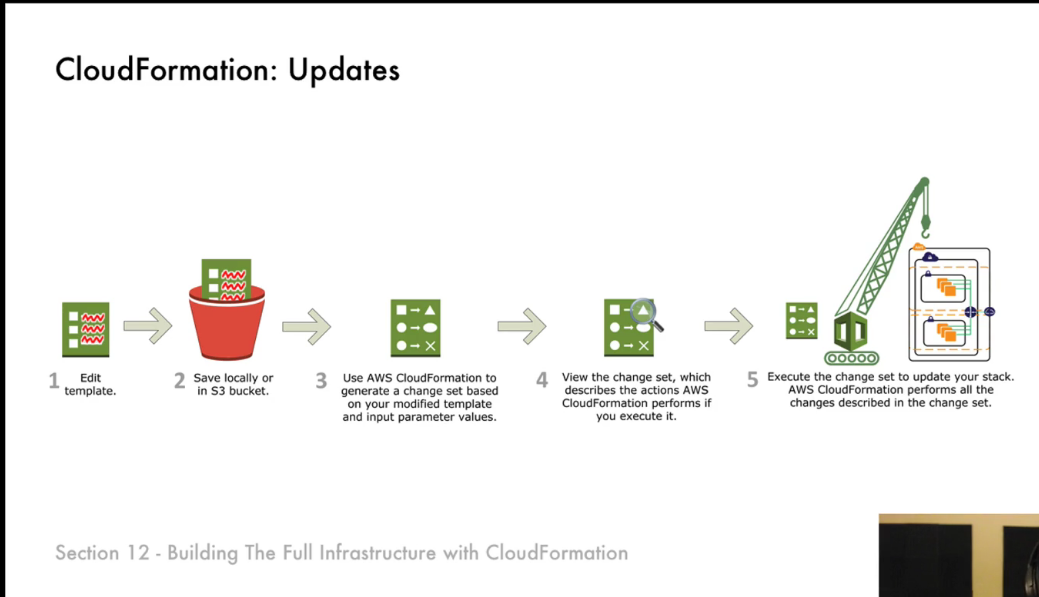 CloudFormation: Updates
1 Edit
template.
2 Save locally or
in S3 bucket.
3 Use AWS CloudFormation to
generate a change set based
on your modified template
and input parameter values.
4 View the change set, which
describes the actions AWS
CloudFormation performs if
you execute it.
5 Execute the change set to update your stack.
AWS CloudFormation performs all the
changes described in the change set.
Section 12 - Building The Full Infrastructure with CloudFormation